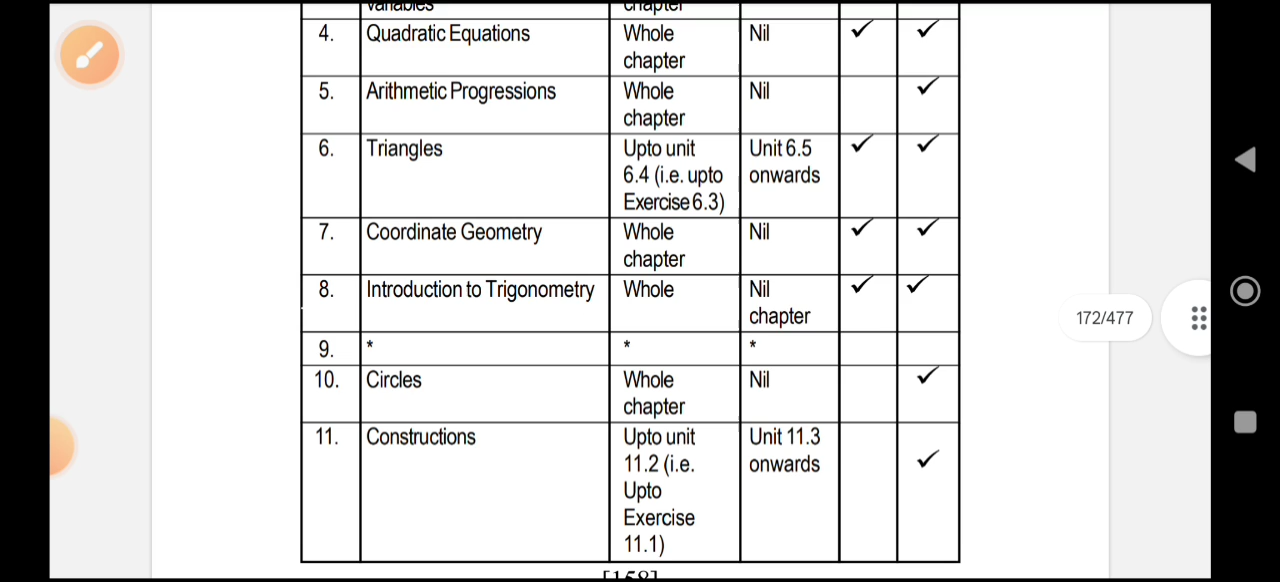 variables chapter
4. Quadratic Equations Whole Nil ✓ ✓
chapter
5. Arithmetic Progressions Whole Nil ✓
chapter
6. Triangles Upto unit Unit 6.5 ✓ ✓
6.4 (i.e. upto onwards
Exercise 6.3)
7. Coordinate Geometry Whole Nil ✓ ✓
chapter
8. Introduction to Trigonometry Whole Nil ✓ ✓
chapter
172/477
9. * * *
10. Circles Whole Nil ✓
chapter
11. Constructions Upto unit Unit 11.3
11.2 (i.e. onwards ✓
Upto
Exercise
11.1)
[158]